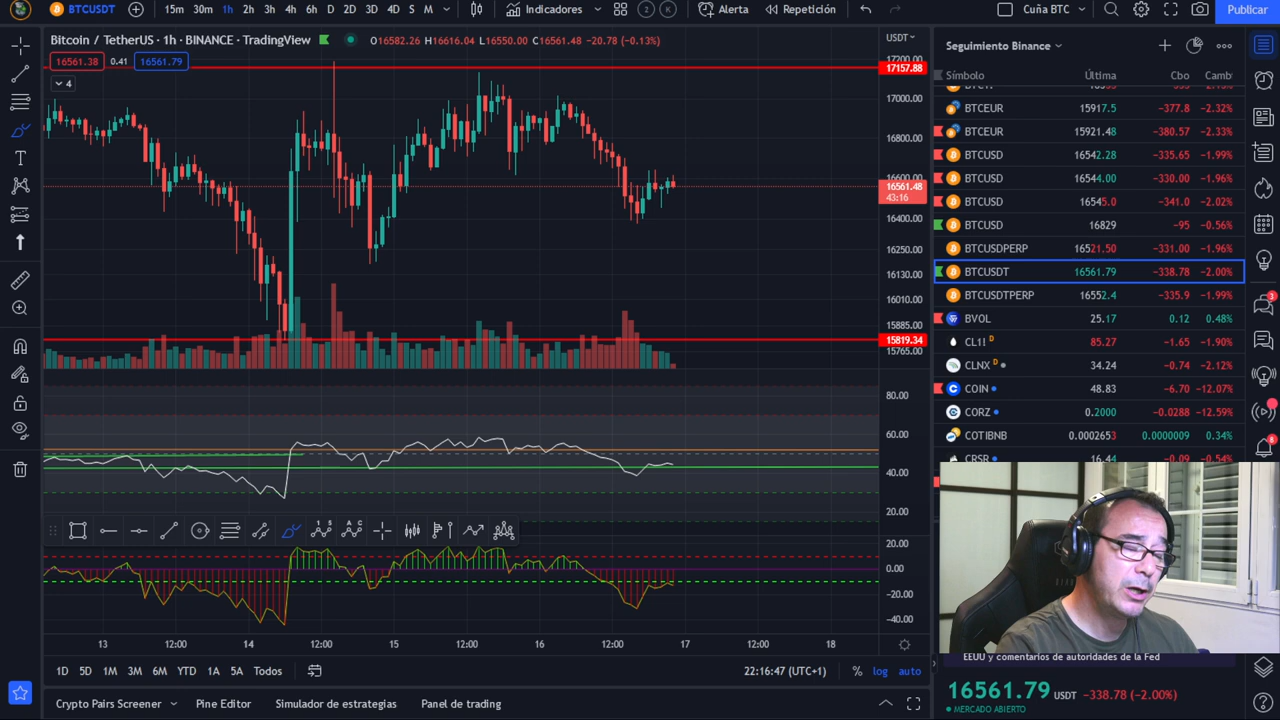 BTCUSDT
15m 30m 1h 2h 3h 4h 6h D 2D 3D 4D S M
Indicadores
2 K
Alerta
Repetición
Cuña BTC
Publicar
Bitcoin / TetherUS · 1h · BINANCE · TradingView
O16582.26 H16616.04 L16550.00 C16561.48 −20.78 (−0.13%)
16561.38 0.41 16561.79
4
USDT
17200.00
17157.88
17000.00
16800.00
16600.00
16561.48
43:16
16400.00
16250.00
16130.00
16010.00
15885.00
15819.34
15765.00
80.00
60.00
40.00
20.00
20.00
0.00
−20.00
−40.00
13 12:00 14 12:00 15 12:00 16 12:00 17 12:00 18
1D 5D 1M 3M 6M YTD 1A 5A Todos
22:16:47 (UTC+1)
% log auto
Crypto Pairs Screener Pine Editor Simulador de estrategias Panel de trading
Seguimiento Binance
Símbolo Última Cbo Camb
BTCEUR 15917.5 −377.8 −2.32%
BTCEUR 15921.48 −380.57 −2.33%
BTCUSD 16542.28 −335.65 −1.99%
BTCUSD 16544.00 −330.00 −1.96%
BTCUSD 16545.0 −341.0 −2.02%
BTCUSD 16829 −95 −0.56%
BTCUSDPERP 16521.50 −331.00 −1.96%
BTCUSDT 16561.79 −338.78 −2.00%
BTCUSDTPERP 16552.4 −335.9 −1.99%
BVOL 25.17 0.12 0.48%
CL1! D 85.27 −1.65 −1.90%
CLNX D 34.24 −0.74 −2.12%
COIN 48.83 −6.70 −12.07%
CORZ 0.2000 −0.0288 −12.59%
COTIBNB 0.0002653 0.0000009 0.34%
CRSR 16.44 −0.09 −0.54%
EEUU y comentarios de autoridades de la Fed
16561.79 USDT −338.78 (−2.00%)
MERCADO ABIERTO
3
8